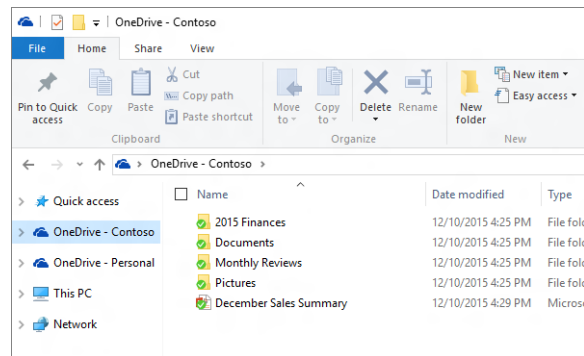 OneDrive - Contoso
File Home Share View
Pin to Quick access
Copy
Paste
Cut
Copy path
Paste shortcut
Move to
Copy to
Delete
Rename
New folder
New item
Easy access
Clipboard Organize New
OneDrive - Contoso
Name Date modified Type
Quick access
OneDrive - Contoso
OneDrive - Personal
This PC
Network
2015 Finances 12/10/2015 4:25 PM File fold
Documents 12/10/2015 4:25 PM File fold
Monthly Reviews 12/10/2015 4:25 PM File fold
Pictures 12/10/2015 4:25 PM File fold
December Sales Summary 12/10/2015 4:29 PM Micros